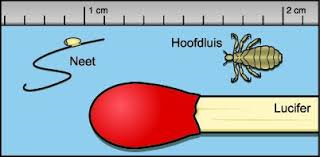 1 cm 2 cm
Hoofdluis
Neet
Lucifer